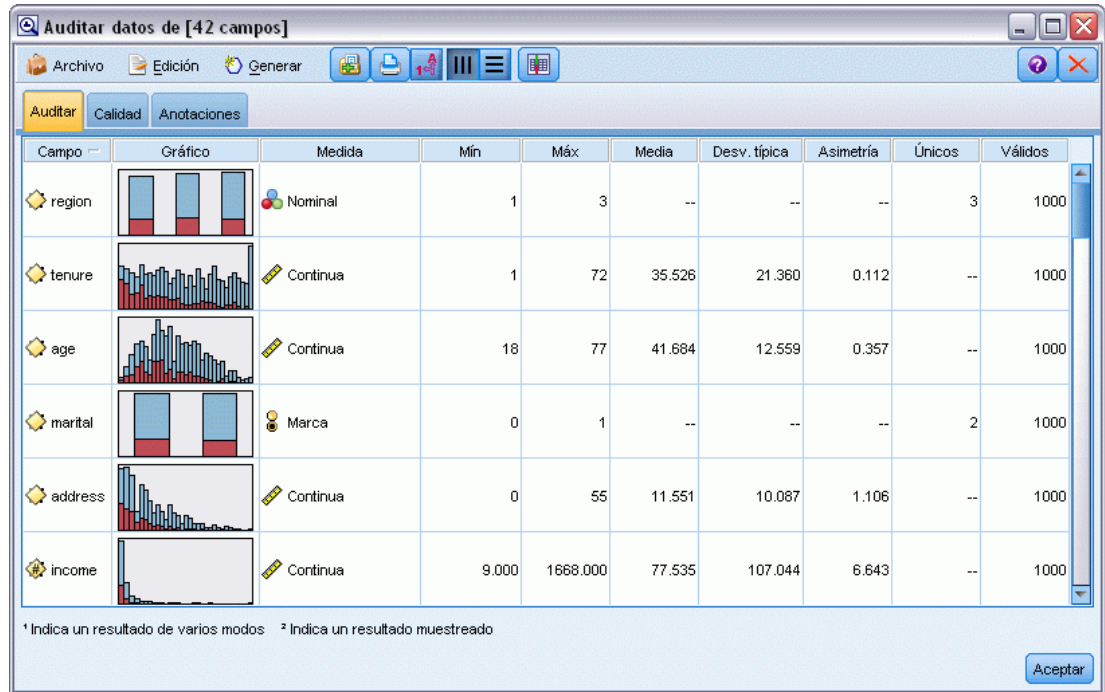 Auditar datos de [42 campos]
Archivo Edición Generar
Auditar Calidad Anotaciones
Campo Gráfico Medida Mín Máx Media Desv. típica Asimetría Únicos Válidos
region Nominal 1 3 -- -- -- 3 1000
tenure Continua 1 72 35.526 21.360 0.112 -- 1000
age Continua 18 77 41.684 12.559 0.357 -- 1000
marital Marca 0 1 -- -- -- 2 1000
address Continua 0 55 11.551 10.087 1.106 -- 1000
income Continua 9.000 1668.000 77.535 107.044 6.643 -- 1000
¹ Indica un resultado de varios modos ² Indica un resultado muestreado
Aceptar